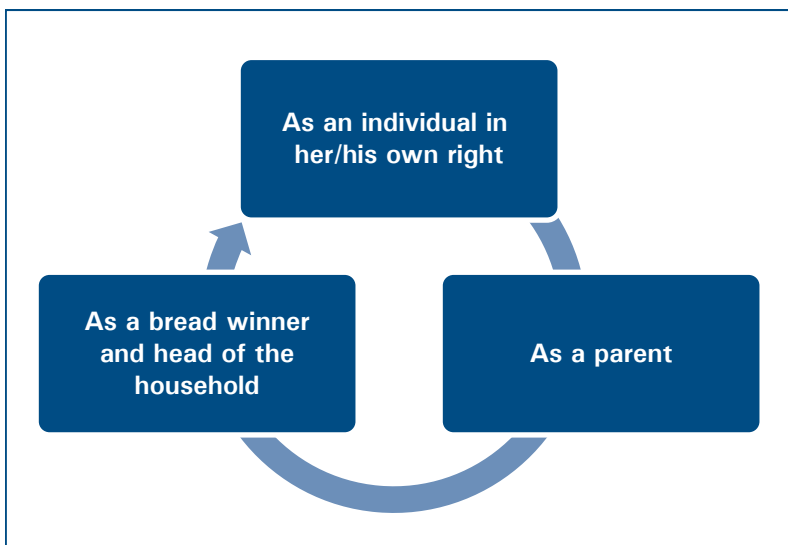 As an individual in
her/his own right
As a bread winner
and head of the
household
As a parent